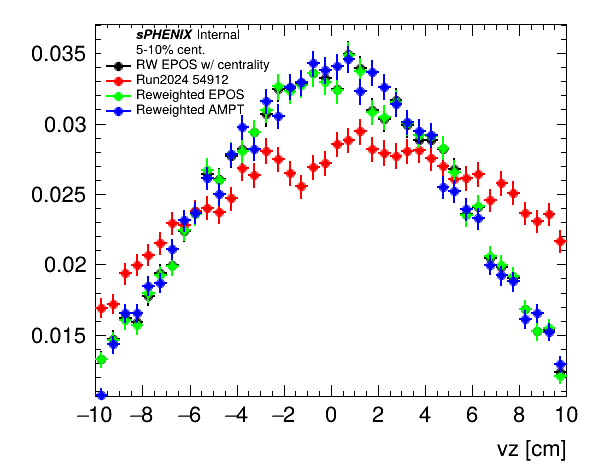 sPHENIX Internal
5-10% cent.
RW EPOS w/ centrality
Run2024 54912
Reweighted EPOS
Reweighted AMPT
0.035
0.03
0.025
0.02
0.015
−10 −8 −6 −4 −2 0 2 4 6 8 10
vz [cm]